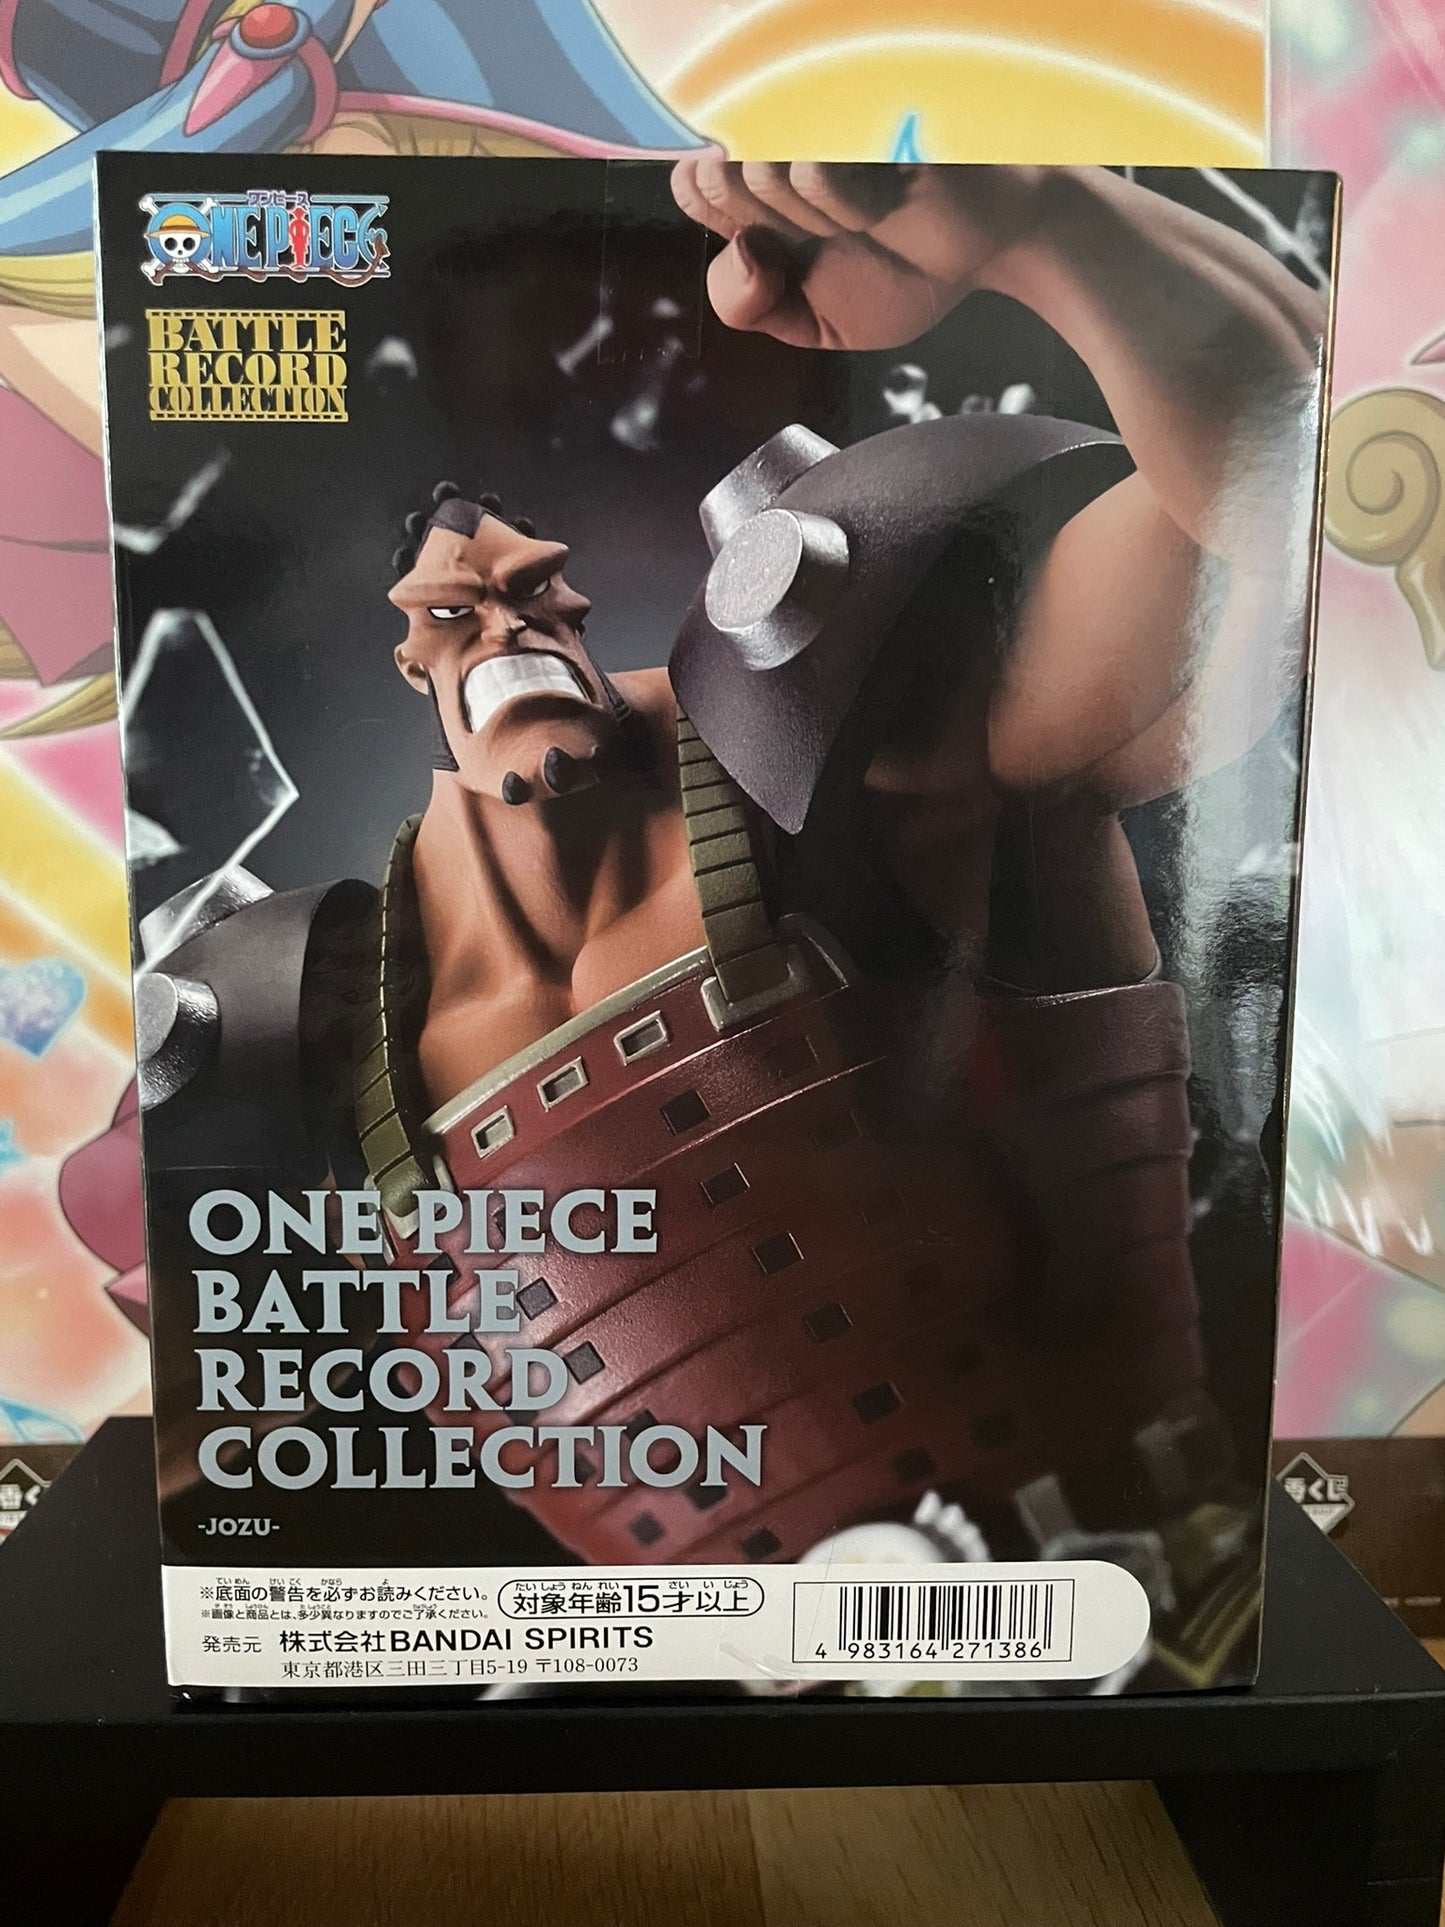 ワンピース
ONE PIECE
BATTLE
RECORD
COLLECTION
ONE PIECE
BATTLE
RECORD
COLLECTION
-JOZU-
※底面の警告を必ずお読みください。
※画像と商品とは、多少異なりますのでご了承ください。
対象年齢15才以上
発売元 株式会社BANDAI SPIRITS
東京都港区三田三丁目5-19 〒108-0073
4 983164 271386
番くじ